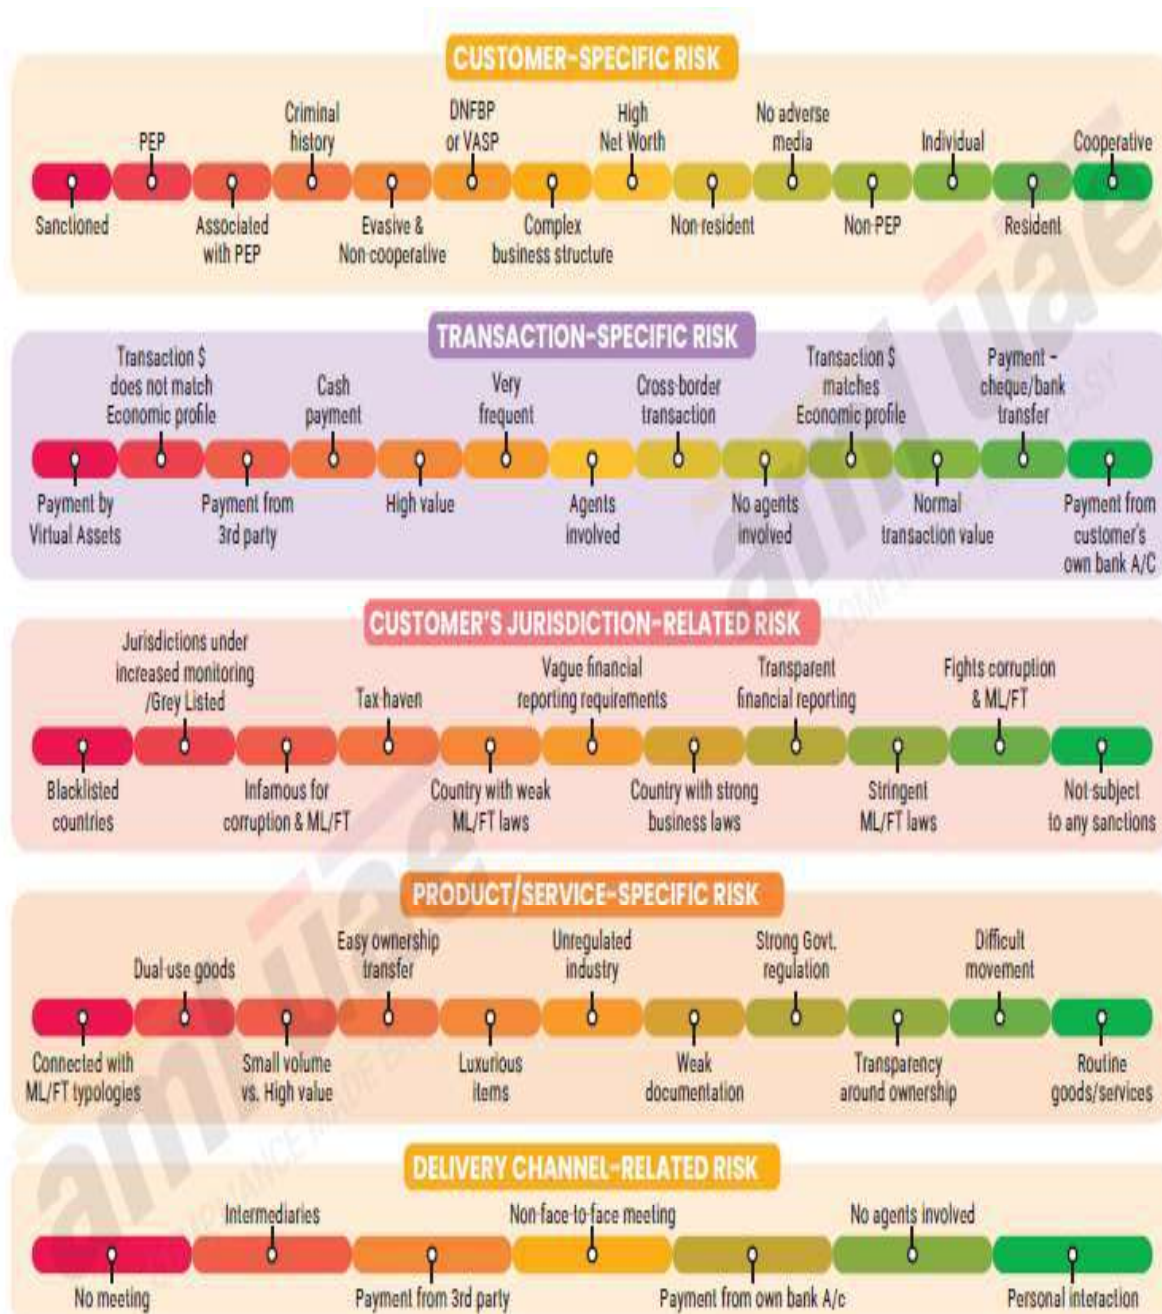 CUSTOMER-SPECIFIC RISK
Sanctioned
PEP
Associated
with PEP
Criminal
history
Evasive &
Non-cooperative
DNFBP
or VASP
Complex
business structure
High
Net Worth
Non-resident
No adverse
media
Non-PEP
Individual
Resident
Cooperative
TRANSACTION-SPECIFIC RISK
Payment by
Virtual Assets
Transaction $
does not match
Economic profile
Payment from
3rd party
Cash
payment
High value
Very
frequent
Agents
involved
Cross-border
transaction
No agents
involved
Transaction $
matches
Economic profile
Normal
transaction value
Payment –
cheque/bank
transfer
Payment from
customer's
own bank A/C
CUSTOMER'S JURISDICTION-RELATED RISK
Blacklisted
countries
Jurisdictions under
increased monitoring
/Grey Listed
Infamous for
corruption & ML/FT
Tax-haven
Country with weak
ML/FT laws
Vague financial
reporting requirements
Country with strong
business laws
Transparent
financial reporting
Stringent
ML/FT laws
Fights corruption
& ML/FT
Not-subject
to any sanctions
PRODUCT/SERVICE-SPECIFIC RISK
Connected with
ML/FT typologies
Dual-use goods
Small volume
vs. High value
Easy ownership
transfer
Luxurious
items
Unregulated
industry
Weak
documentation
Strong Govt.
regulation
Transparency
around ownership
Difficult
movement
Routine
goods/services
DELIVERY CHANNEL-RELATED RISK
No meeting
Intermediaries
Payment from 3rd party
Non-face-to-face meeting
Payment from own bank A/c
No agents involved
Personal interaction
aml uae
aml uae